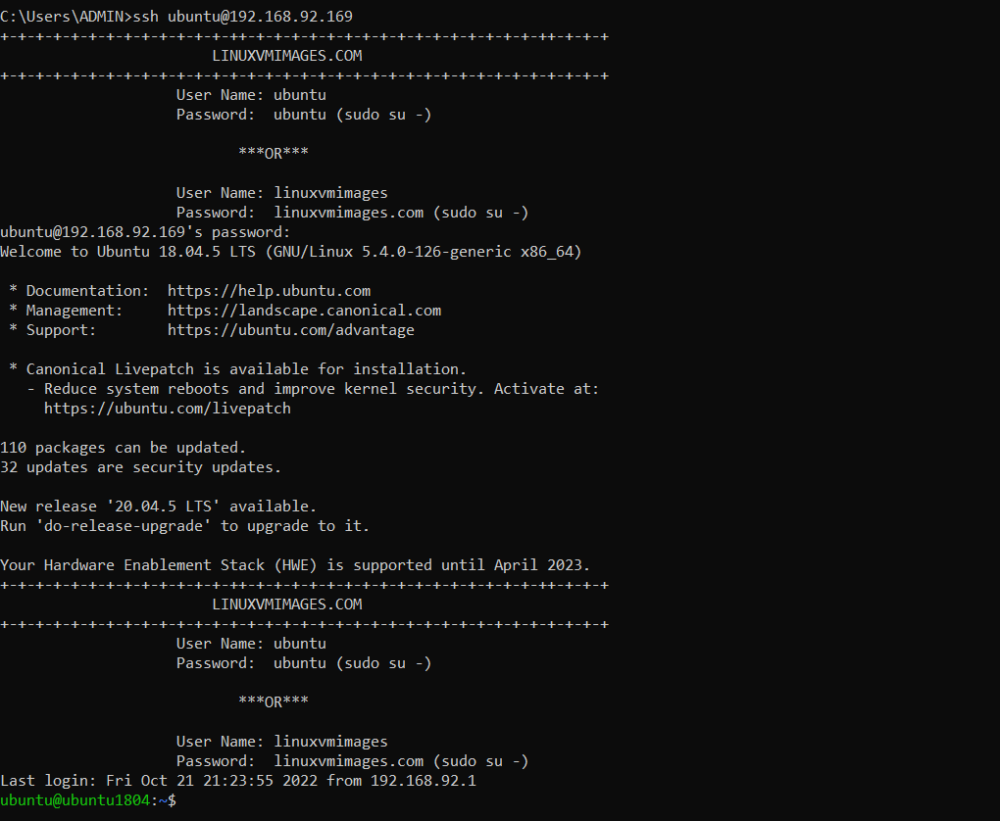 C:\Users\ADMIN>ssh ubuntu@192.168.92.169
+-+-+-+-+-+-+-+-+-+-+-+-+-++-+-+-+-+-+-+-+-+-+-+-+-+-+-+-+-+-++-+-+-+
LINUXVMIMAGES.COM
+-+-+-+-+-+-+-+-+-+-+-+-+-++-+-+-+-+-+-+-+-+-+-+-+-+-+-+-+-+-++-+-+-+
User Name: ubuntu
Password:  ubuntu (sudo su -)
***OR***
User Name: linuxvmimages
Password:  linuxvmimages.com (sudo su -)
ubuntu@192.168.92.169's password:
Welcome to Ubuntu 18.04.5 LTS (GNU/Linux 5.4.0-126-generic x86_64)
* Documentation:  https://help.ubuntu.com
* Management:     https://landscape.canonical.com
* Support:        https://ubuntu.com/advantage
* Canonical Livepatch is available for installation.
- Reduce system reboots and improve kernel security. Activate at:
https://ubuntu.com/livepatch
110 packages can be updated.
32 updates are security updates.
New release '20.04.5 LTS' available.
Run 'do-release-upgrade' to upgrade to it.
Your Hardware Enablement Stack (HWE) is supported until April 2023.
+-+-+-+-+-+-+-+-+-+-+-+-+-++-+-+-+-+-+-+-+-+-+-+-+-+-+-+-+-+-++-+-+-+
LINUXVMIMAGES.COM
+-+-+-+-+-+-+-+-+-+-+-+-+-++-+-+-+-+-+-+-+-+-+-+-+-+-+-+-+-+-++-+-+-+
User Name: ubuntu
Password:  ubuntu (sudo su -)
***OR***
User Name: linuxvmimages
Password:  linuxvmimages.com (sudo su -)
Last login: Fri Oct 21 21:23:55 2022 from 192.168.92.1
ubuntu@ubuntu1804:~$